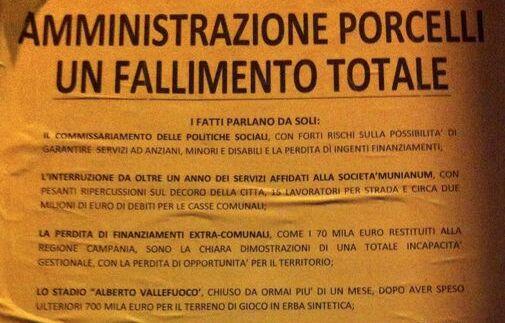 AMMINISTRAZIONE PORCELLI
UN FALLIMENTO TOTALE
I FATTI PARLANO DA SOLI:
IL COMMISSARIAMENTO DELLE POLITICHE SOCIALI, CON FORTI RISCHI SULLA POSSIBILITA' DI
GARANTIRE SERVIZI AD ANZIANI, MINORI E DISABILI E LA PERDITA DI INGENTI FINANZIAMENTI;
L'INTERRUZIONE DA OLTRE UN ANNO DEI SERVIZI AFFIDATI ALLA SOCIETA'MUNIANUM, CON
PESANTI RIPERCUSSIONI SUL DECORO DELLA CITTA, 15 LAVORATORI PER STRADA E CIRCA DUE
MILIONI DI EURO DI DEBITI PER LE CASSE COMUNALI;
LA PERDITA DI FINANZIAMENTI EXTRA-COMUNALI, COME I 70 MILA EURO RESTITUITI ALLA
REGIONE CAMPANIA, SONO LA CHIARA DIMOSTRAZIONI DI UNA TOTALE INCAPACITA'
GESTIONALE, CON LA PERDITA DI OPPORTUNITA' PER IL TERRITORIO;
LO STADIO "ALBERTO VALLEFUOCO', CHIUSO DA ORMAI PIU' DI UN MESE, DOPO AVER SPESO
ULTERIORI 700 MILA EURO PER IL TERRENO DI GIOCO IN ERBA SINTETICA;